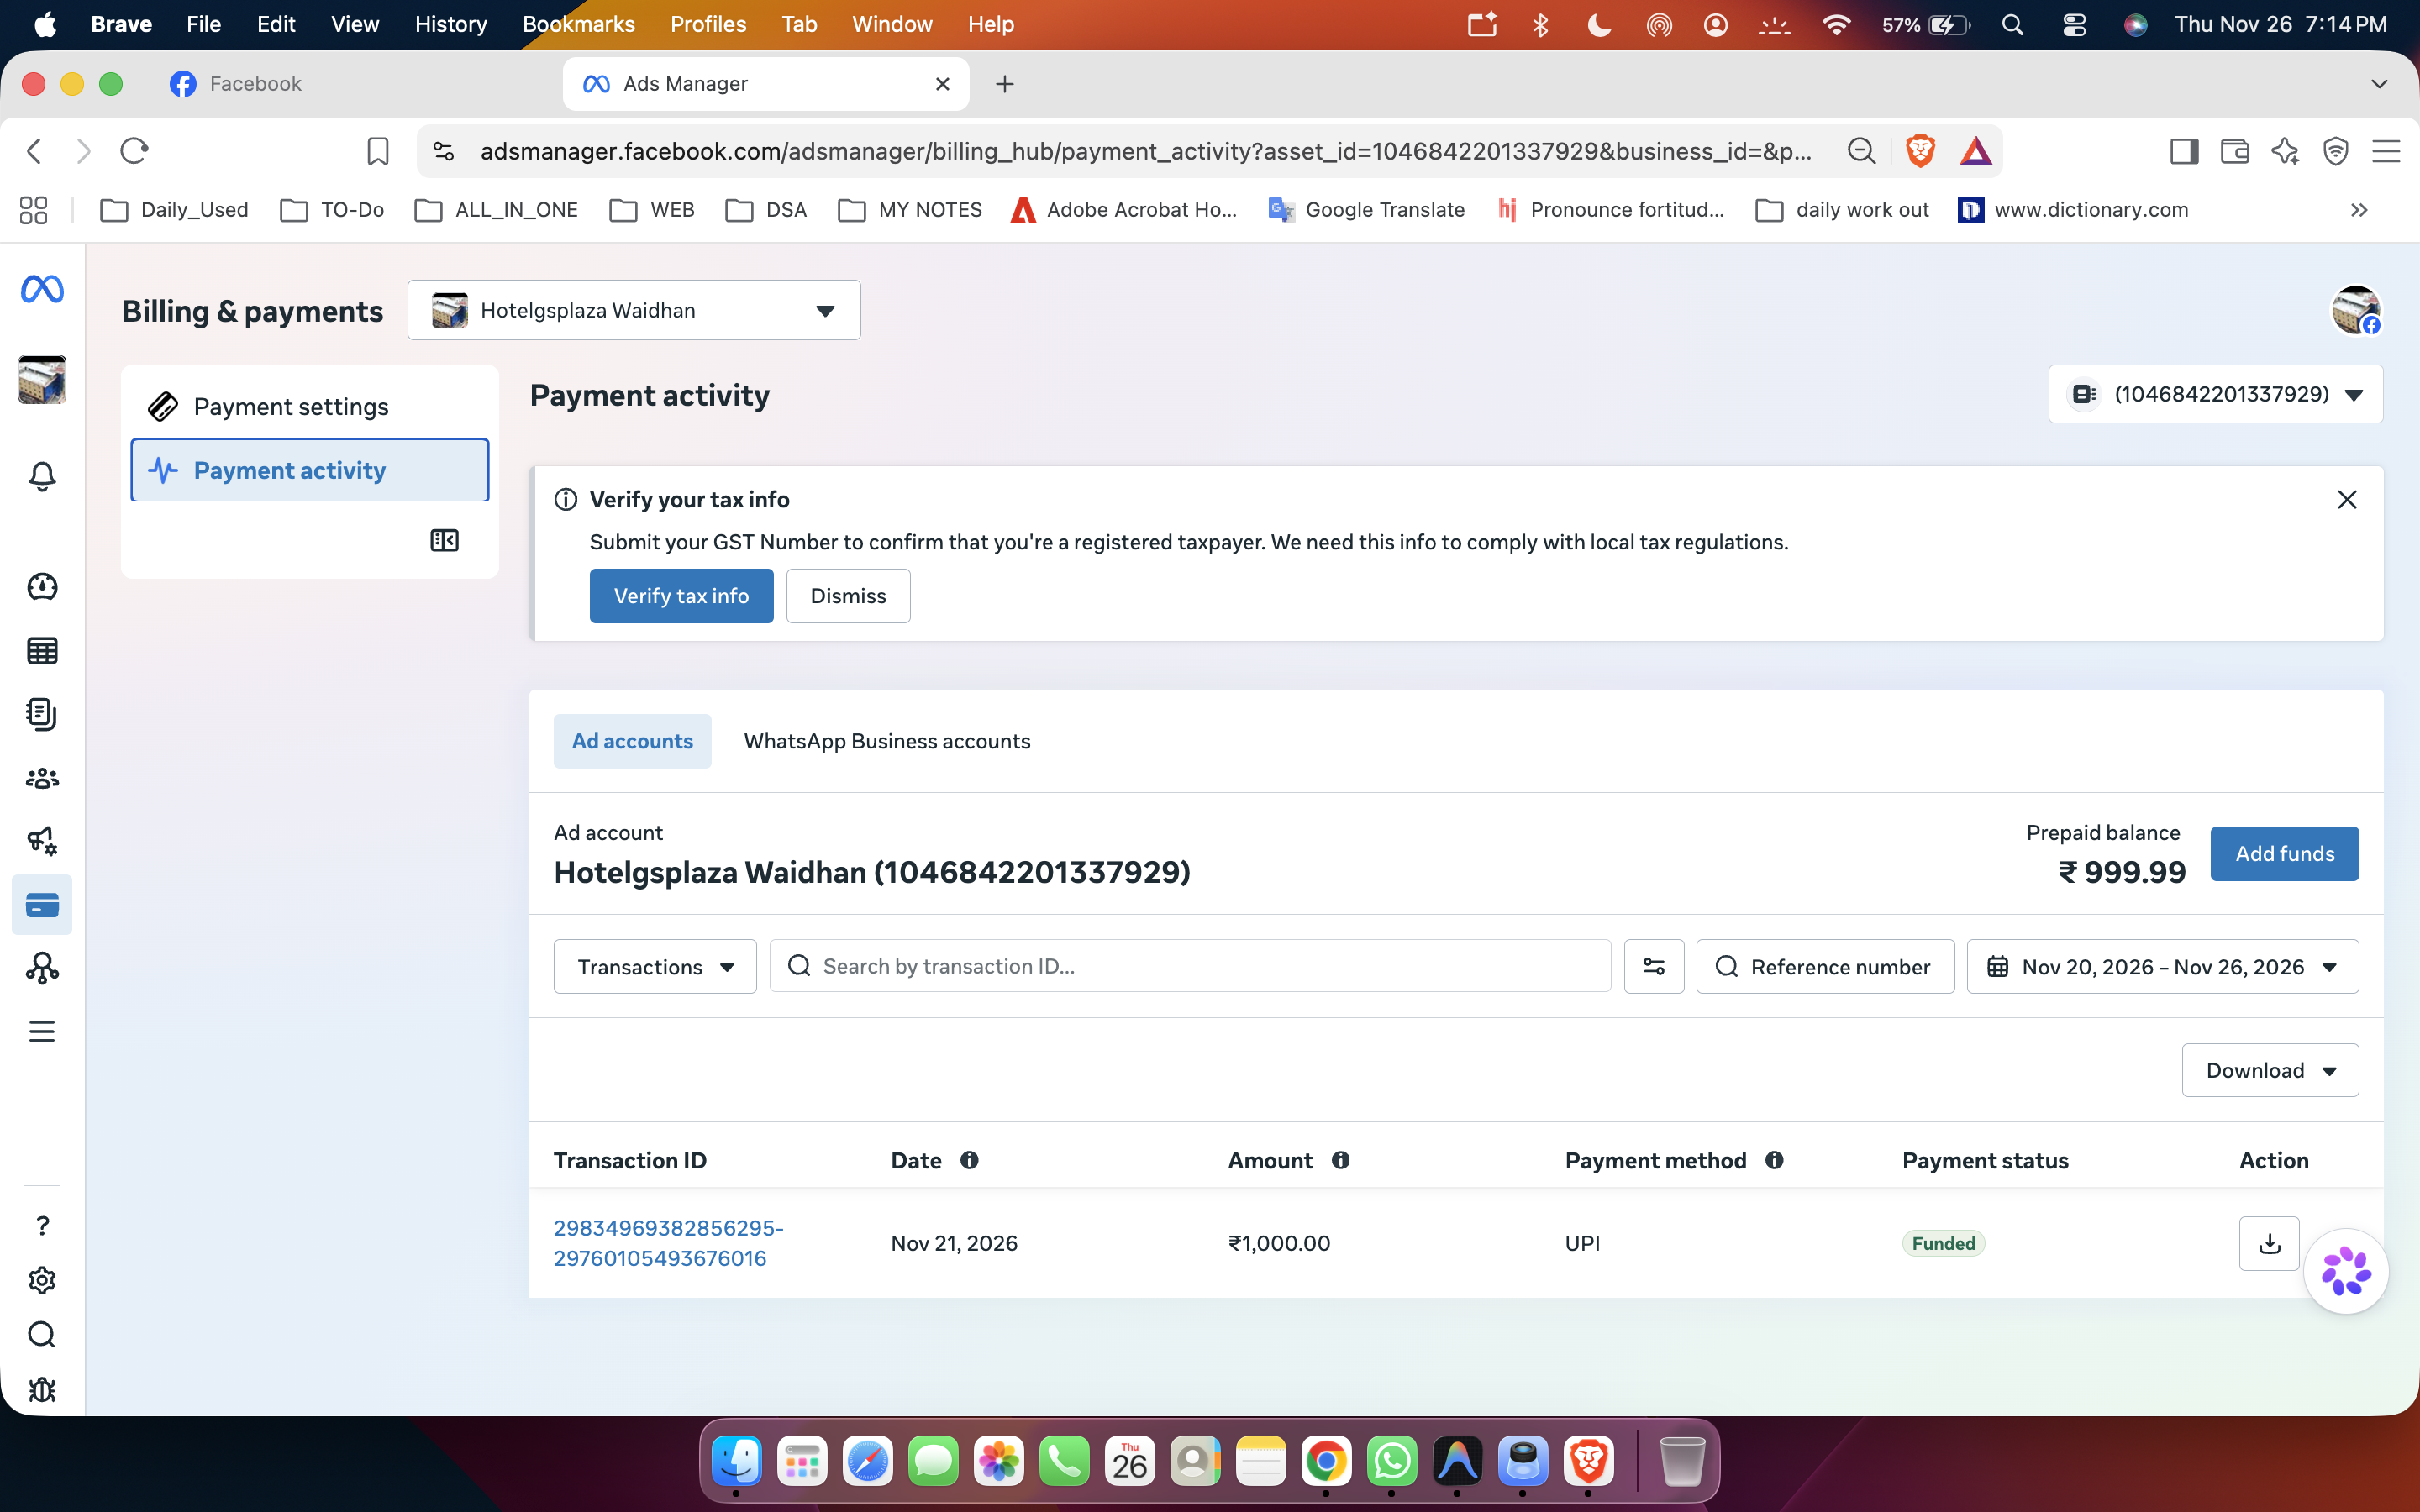 Brave File Edit View History Bookmarks Profiles Tab Window Help 57% Thu Nov 26 7:14 PM
Facebook
Ads Manager
adsmanager.facebook.com/adsmanager/billing_hub/payment_activity?asset_id=1046842201337929&business_id=&p...
Daily_Used TO-Do ALL_IN_ONE WEB DSA MY NOTES Adobe Acrobat Ho... Google Translate hj Pronounce fortitud... daily work out www.dictionary.com
Billing & payments
Hotelgsplaza Waidhan
Payment settings
Payment activity
Payment activity
(1046842201337929)
Verify your tax info
Submit your GST Number to confirm that you're a registered taxpayer. We need this info to comply with local tax regulations.
Verify tax info
Dismiss
Ad accounts
WhatsApp Business accounts
Ad account
Hotelgsplaza Waidhan (1046842201337929)
Prepaid balance
₹ 999.99
Add funds
Transactions
Search by transaction ID...
Reference number
Nov 20, 2026 – Nov 26, 2026
Download
Transaction ID Date Amount Payment method Payment status Action
29834969382856295-
29760105493676016
Nov 21, 2026
₹1,000.00
UPI
Funded
Thu
26